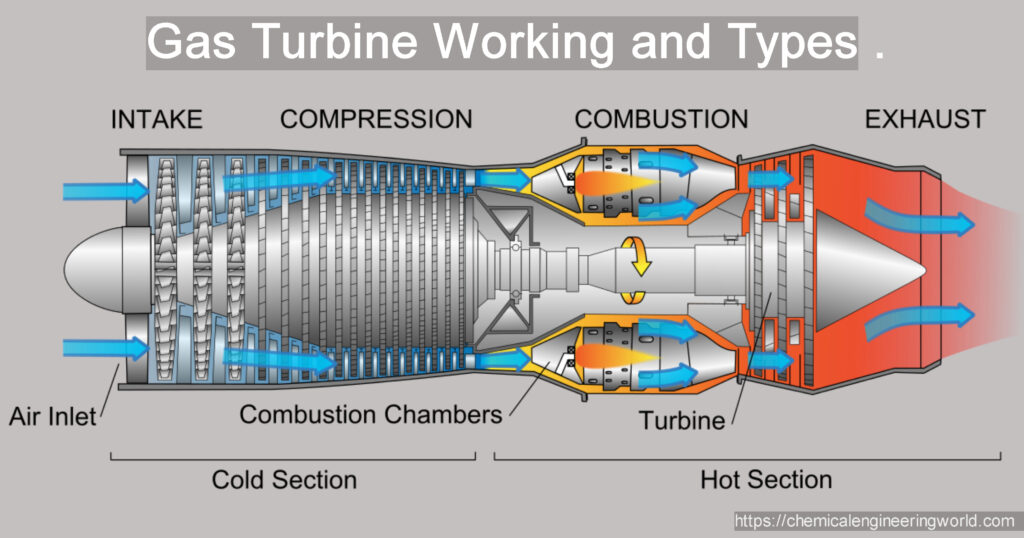 Gas Turbine Working and Types .
INTAKE COMPRESSION COMBUSTION EXHAUST
Air Inlet
Combustion Chambers
Turbine
Cold Section
Hot Section
https://chemicalengineeringworld.com